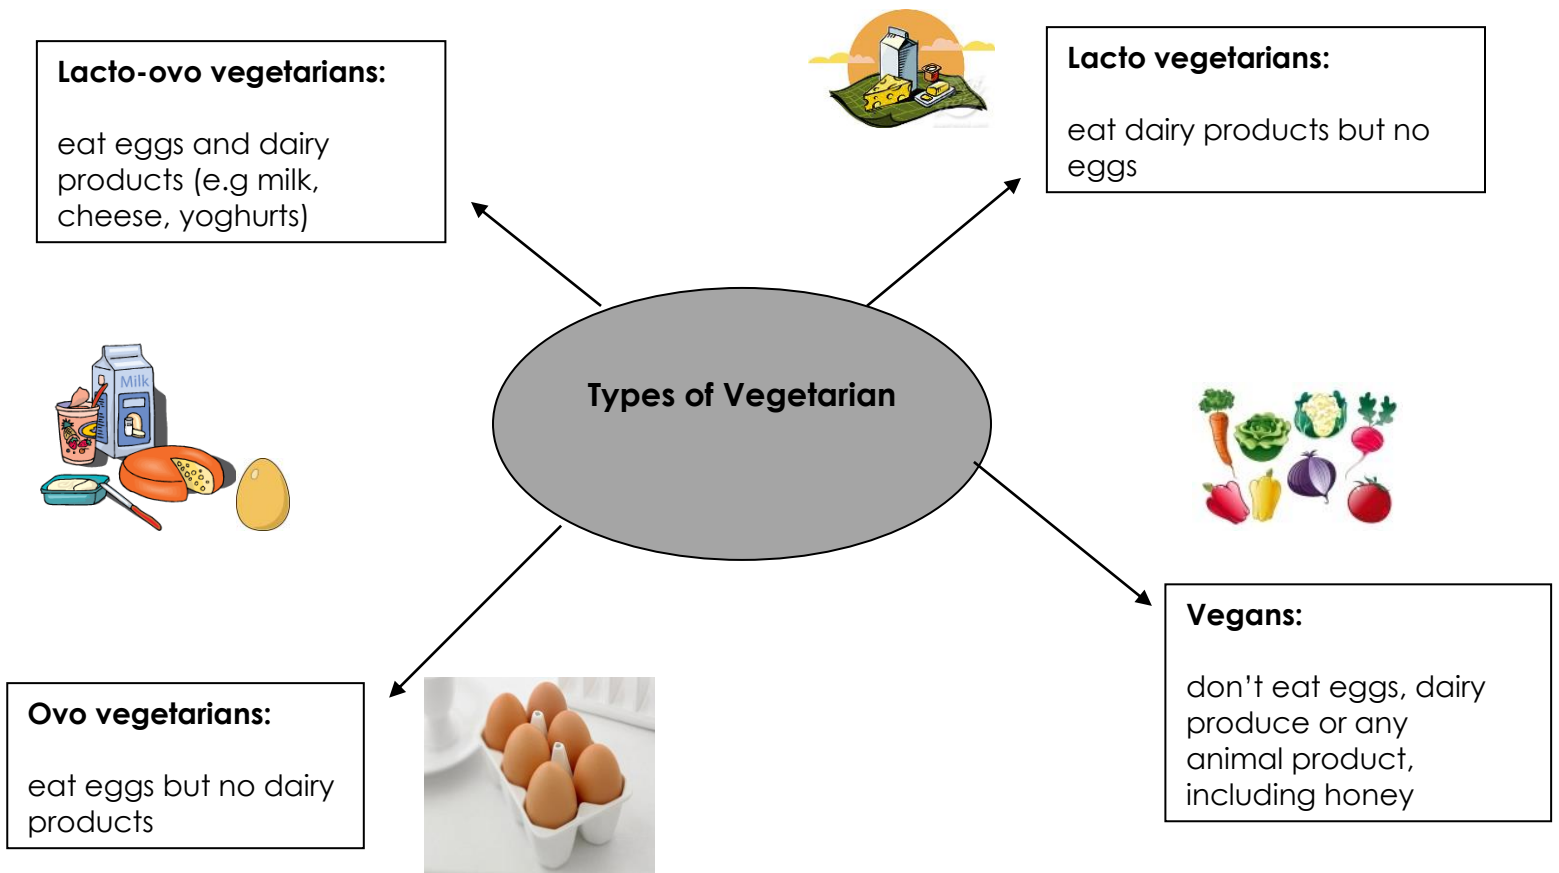 Lacto-ovo vegetarians:
eat eggs and dairy
products (e.g milk,
cheese, yoghurts)
Lacto vegetarians:
eat dairy products but no
eggs
Types of Vegetarian
Milk
Vegans:
don’t eat eggs, dairy
produce or any
animal product,
including honey
Ovo vegetarians:
eat eggs but no dairy
products